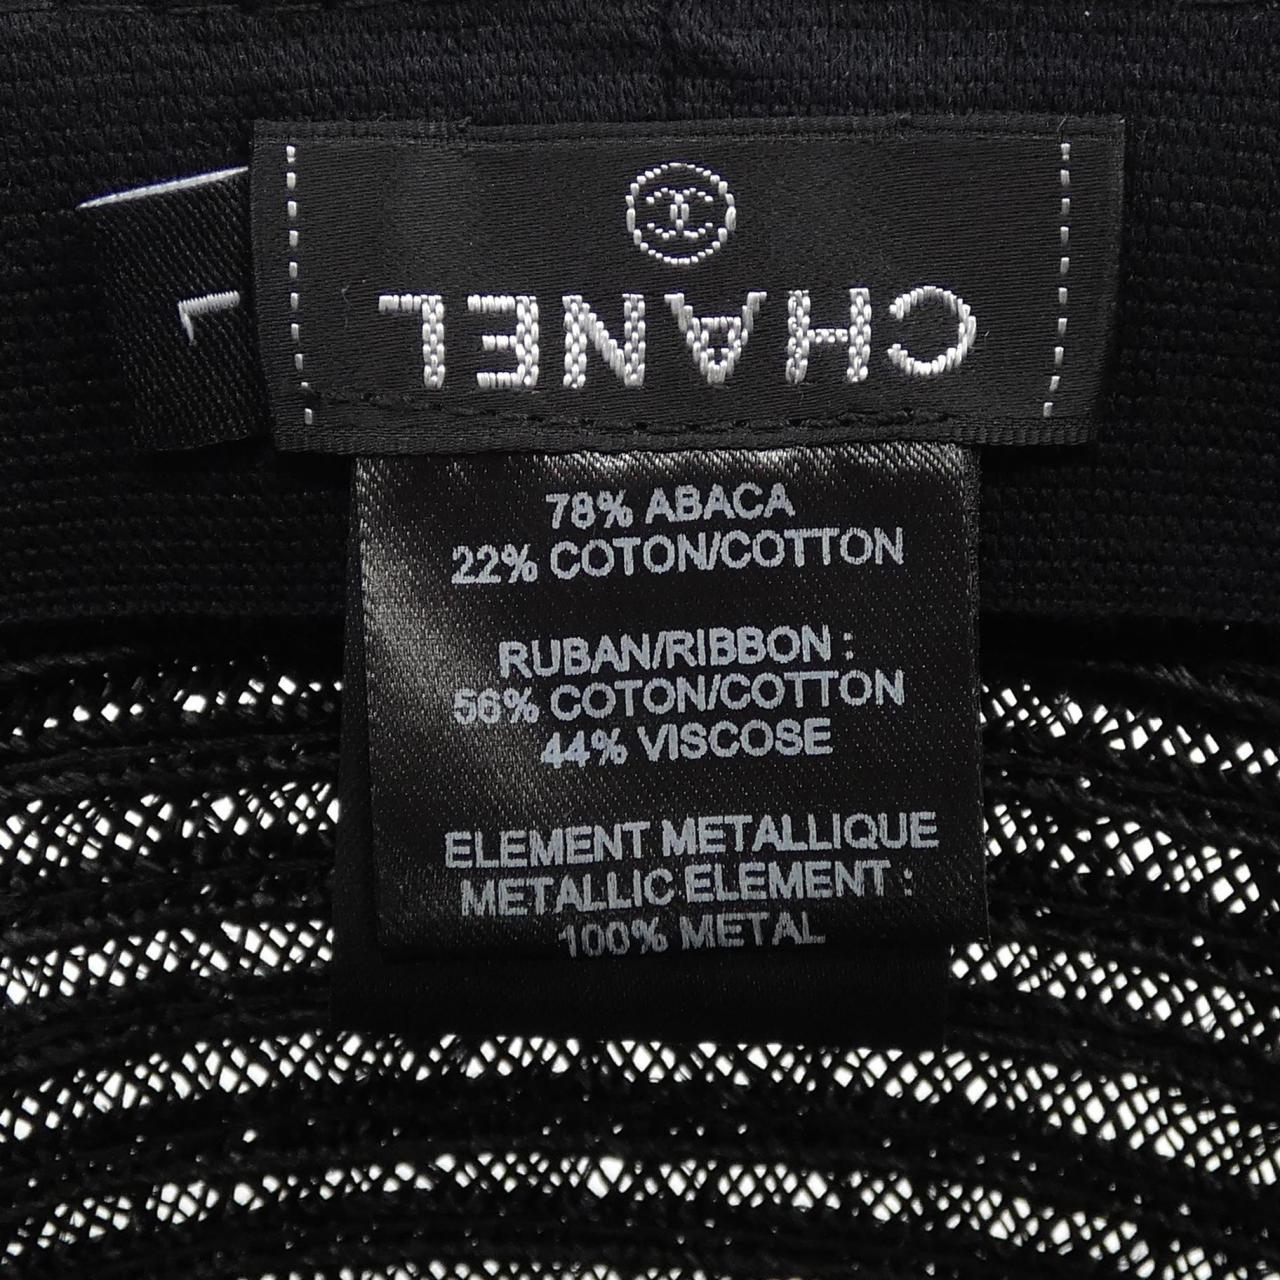 L
CHANEL
78% ABACA
22% COTON/COTTON
RUBAN/RIBBON :
56% COTON/COTTON
44% VISCOSE
ELEMENT METALLIQUE
METALLIC ELEMENT :
100% METAL